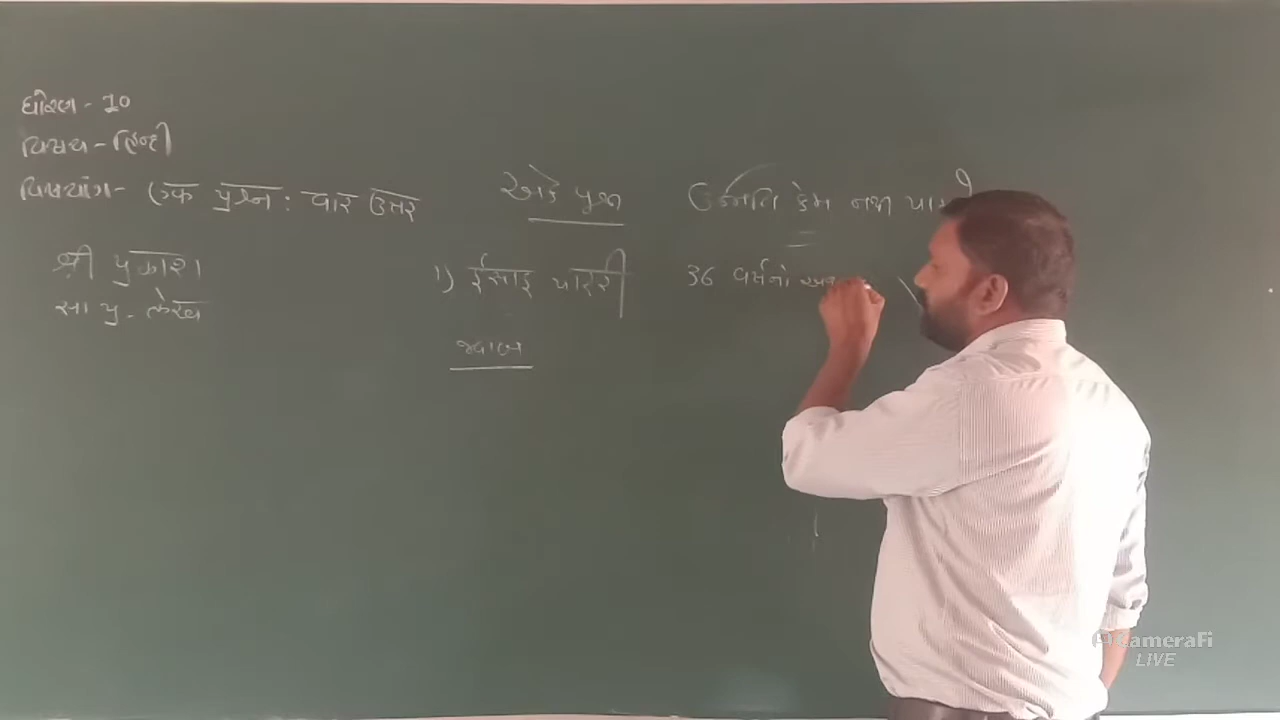 ધોરણ - 10
વિષય - હિન્દી
વિષયાંગ - एक प्रश्न : चार उत्तर
श्री प्रकाश
सा पु. लेख
એક પ્રશ્ન
1) ईसाइ पादरी
જવાબ
ઉન્નતિ કેમ નથી
36 વર્ષનો
CameraFi
LIVE